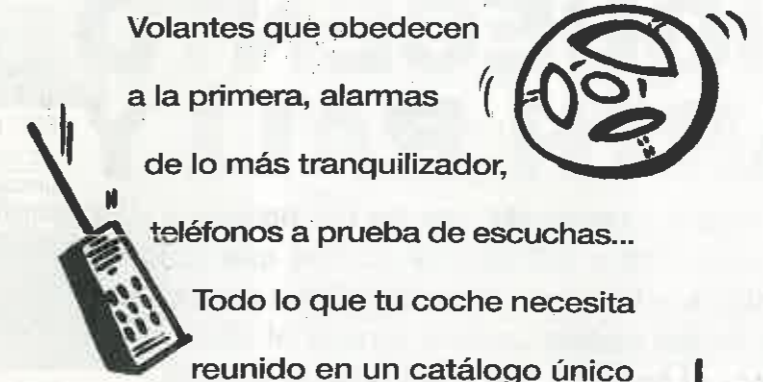 Volantes que obedecen
a la primera, alarmas
de lo más tranquilizador,
teléfonos a prueba de escuchas...
Todo lo que tu coche necesita
reunido en un catálogo único